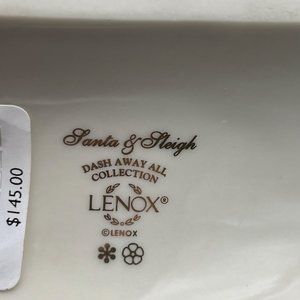 Santa & Sleigh
DASH AWAY ALL
COLLECTION
LENOX®
©LENOX
$145.00